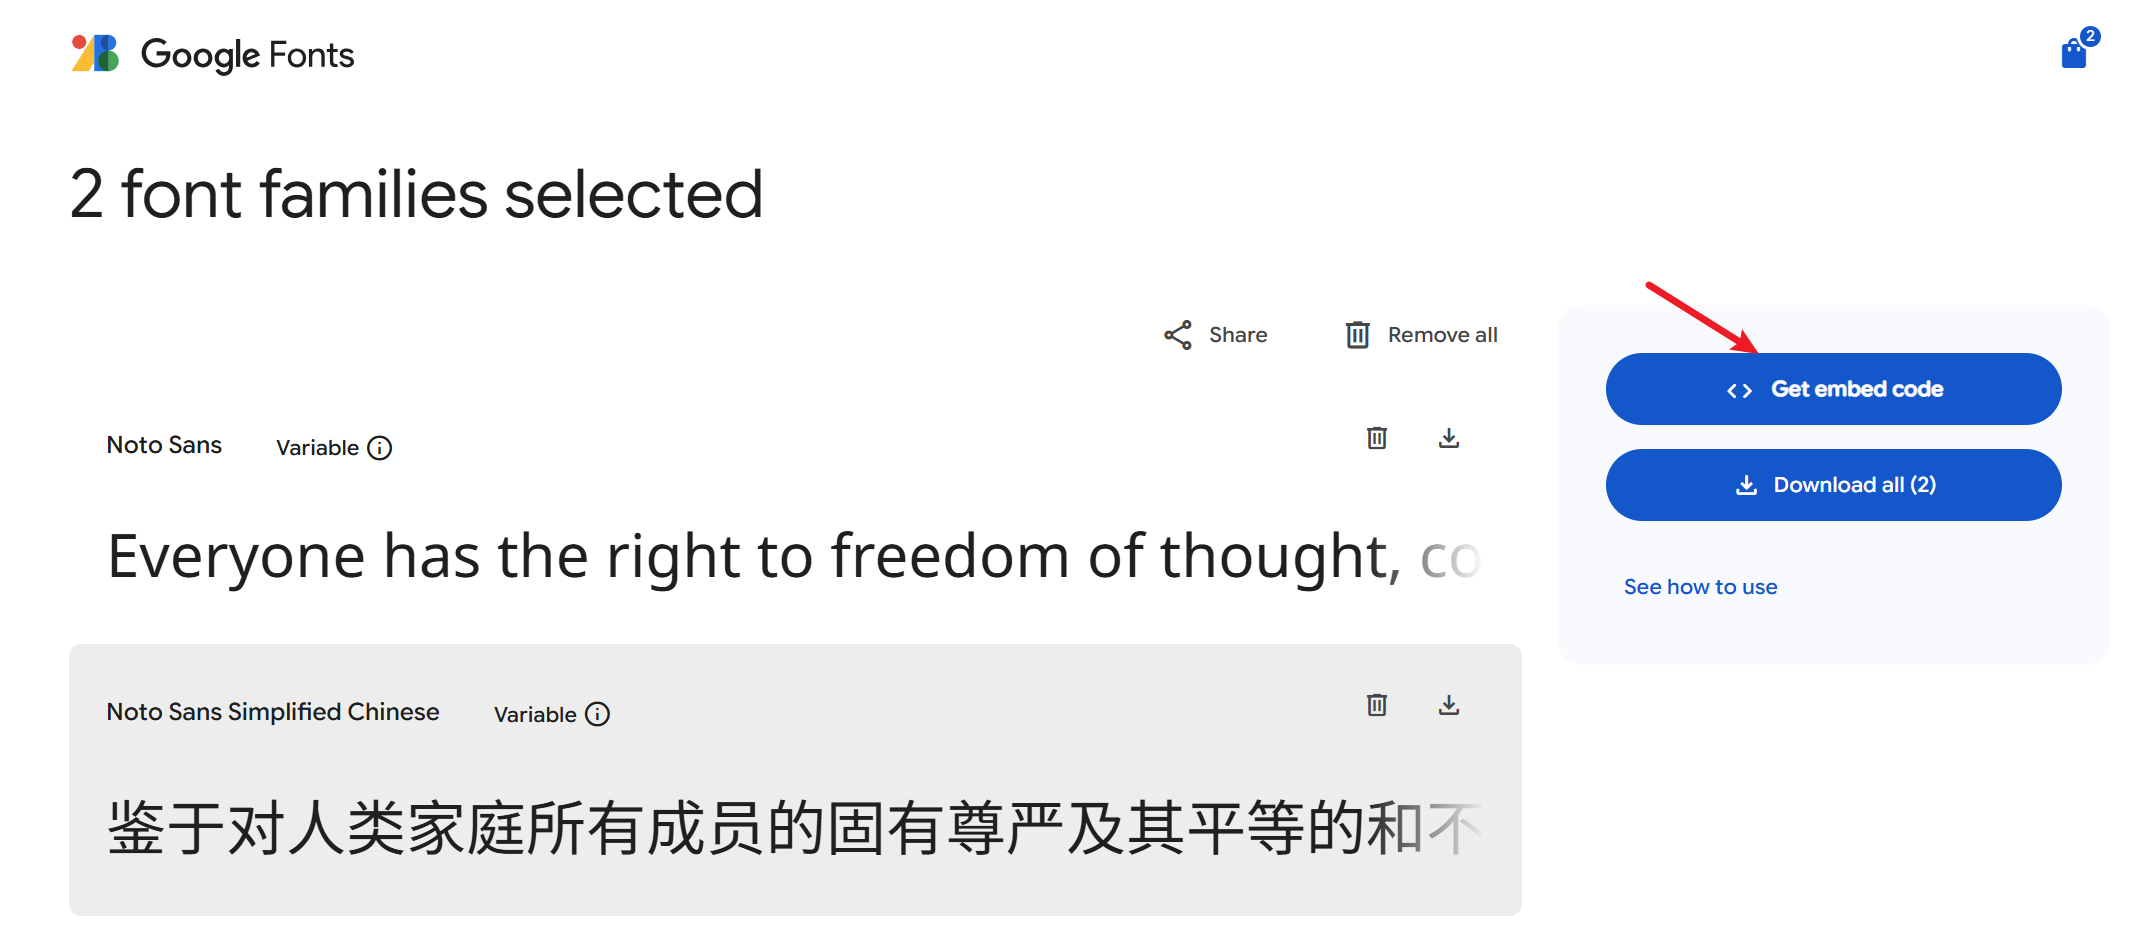 Google Fonts
2
2 font families selected
Share
Remove all
Get embed code
Download all (2)
See how to use
Noto Sans
Variable
Everyone has the right to freedom of thought, co
Noto Sans Simplified Chinese
Variable
鉴于对人类家庭所有成员的固有尊严及其平等的和不